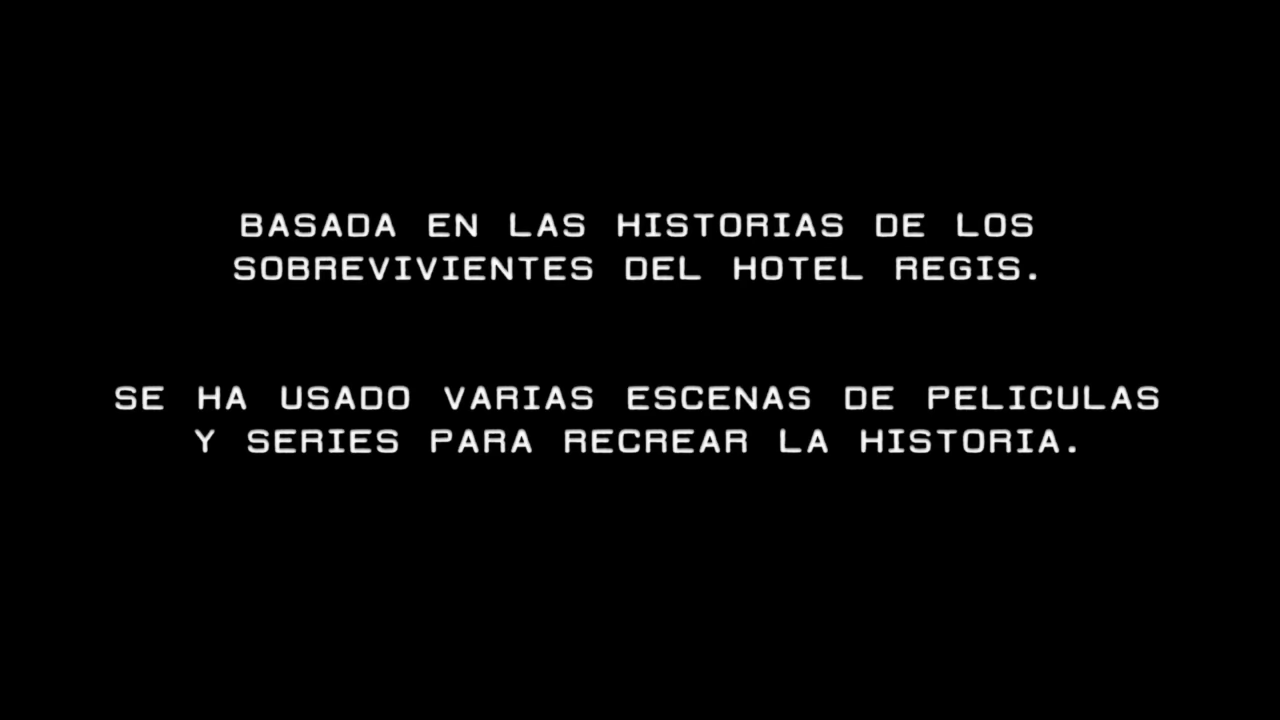 BASADA EN LAS HISTORIAS DE LOS
SOBREVIVIENTES DEL HOTEL REGIS.
SE HA USADO VARIAS ESCENAS DE PELICULAS
Y SERIES PARA RECREAR LA HISTORIA.